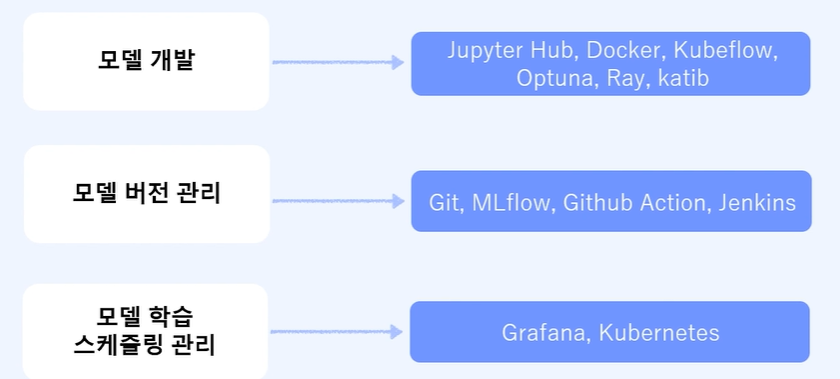 모델 개발
Jupyter Hub, Docker, Kubeflow,
Optuna, Ray, katib
모델 버전 관리
Git, MLflow, Github Action, Jenkins
모델 학습
스케줄링 관리
Grafana, Kubernetes